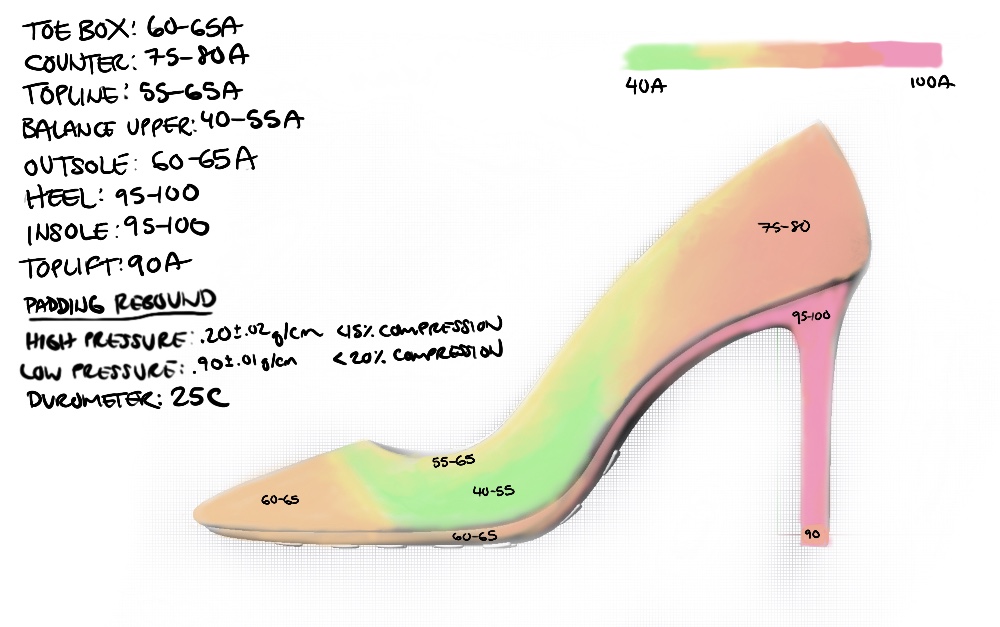 TOE BOX: 60-65A
COUNTER: 75-80A
TOPLINE: 55-65A
BALANCE UPPER: 40-55A
OUTSOLE: 60-65A
HEEL: 95-100
INSOLE: 95-100
TOPLIFT: 90A
PADDING REBOUND
HIGH PRESSURE: .20±.02g/cm <15% COMPRESSION
LOW PRESSURE: .90±.01g/cm <20% COMPRESSION
DUROMETER: 25C
40A 100A
75-80
95-100
55-65
40-55
60-65
60-65
90